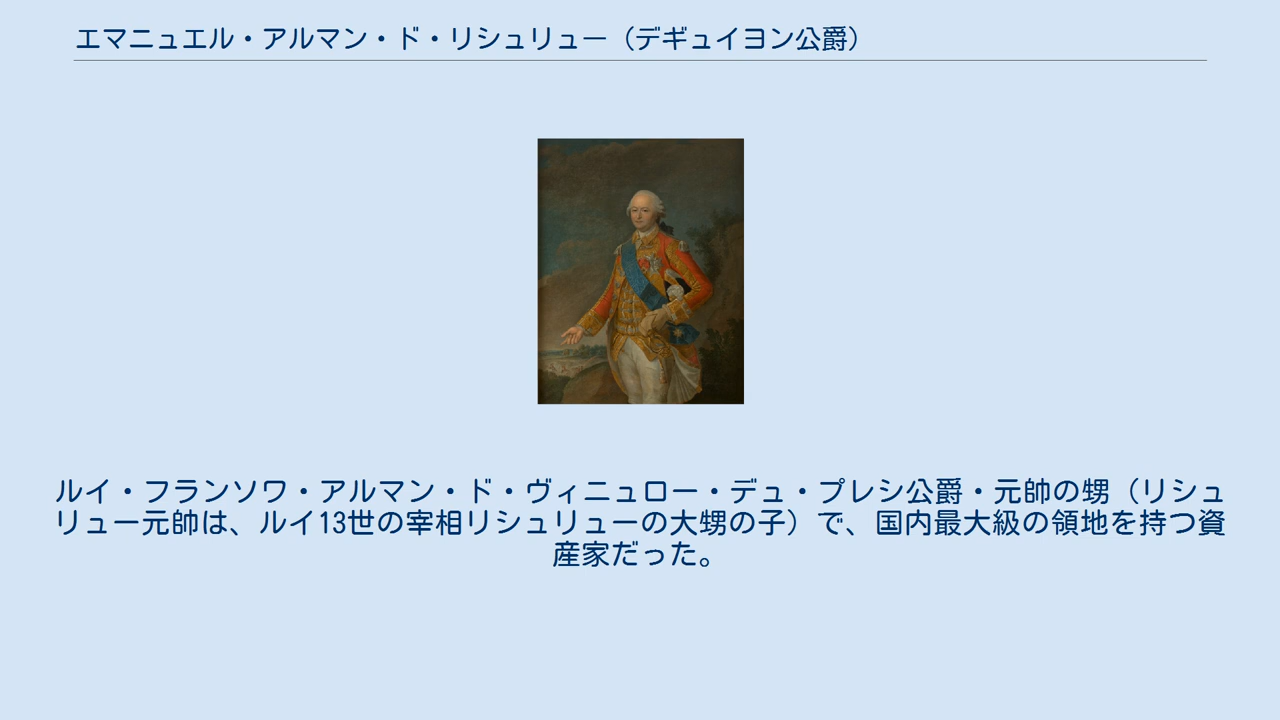 エマニュエル・アルマン・ド・リシュリュー（デギュイヨン公爵）
ルイ・フランソワ・アルマン・ド・ヴィニュロー・デュ・プレシ公爵・元帥の甥（リシュ
リュー元帥は、ルイ13世の宰相リシュリューの大甥の子）で、国内最大級の領地を持つ資
産家だった。